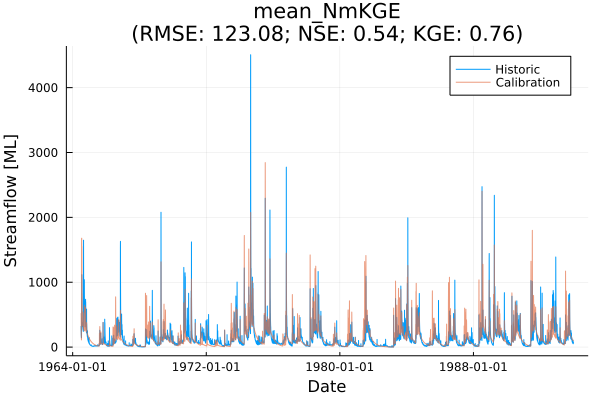 mean_NmKGE
(RMSE: 123.08; NSE: 0.54; KGE: 0.76)
Historic
Calibration
Streamflow [ML]
4000
3000
2000
1000
0
1964-01-01
1972-01-01
1980-01-01
1988-01-01
Date